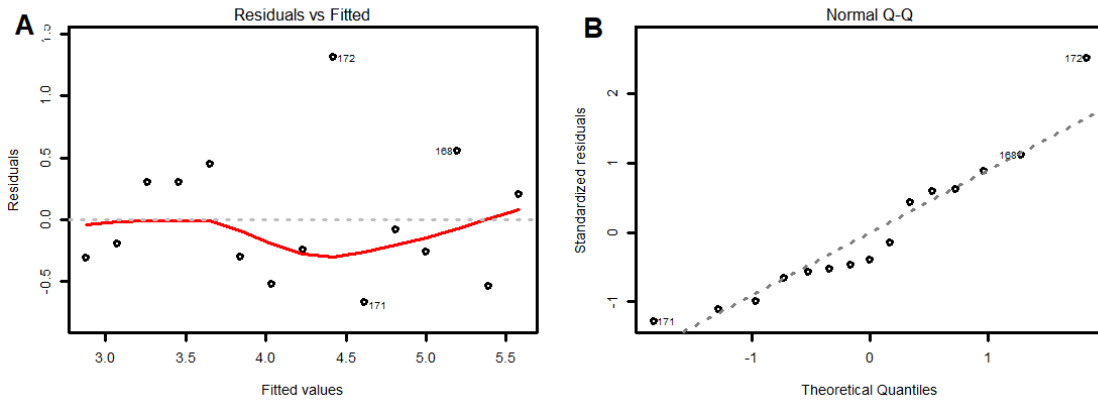 A
Residuals vs Fitted
Residuals
1.5
1.0
0.5
0.0
-0.5
172
168
171
3.0 3.5 4.0 4.5 5.0 5.5
Fitted values
B
Normal Q-Q
Standardized residuals
2
1
0
-1
172
168
171
-1 0 1
Theoretical Quantiles